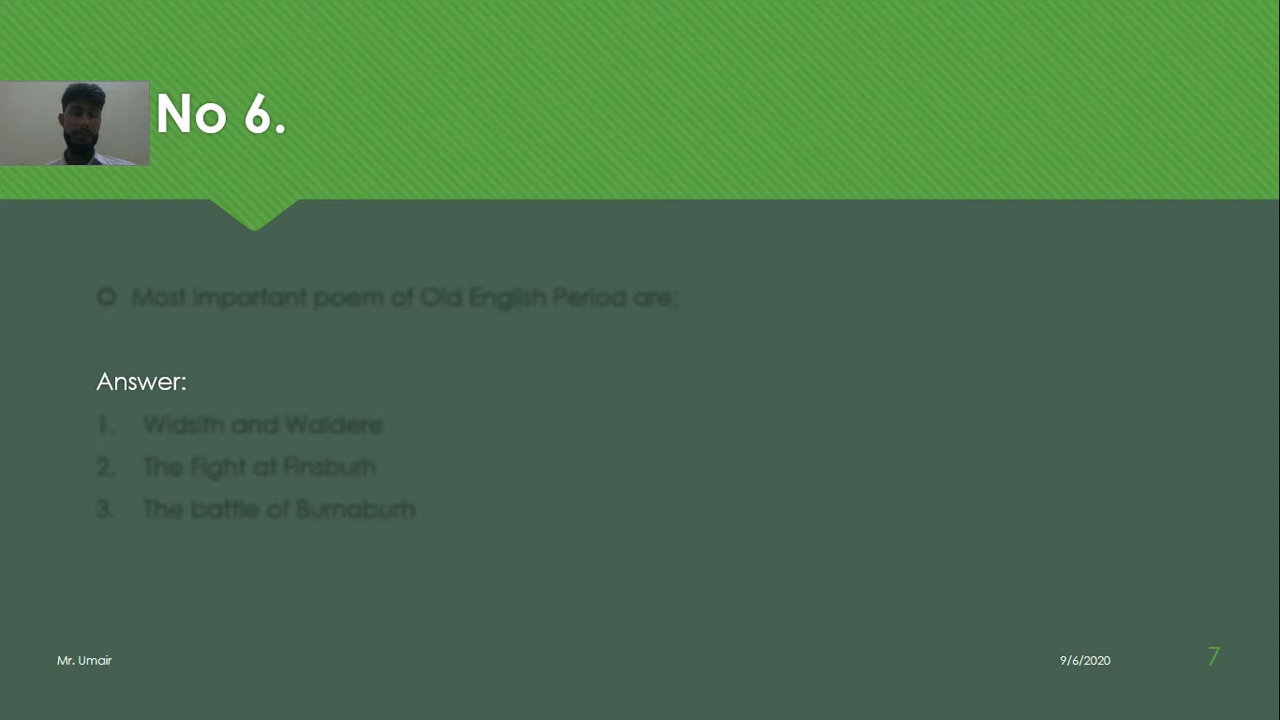 No 6.
Most important poem of Old English Period are;
Answer:
1. Widsith and Waldere
2. The Fight at Finsburh
3. The battle of Burnaburh
Mr. Umair
9/6/2020
7